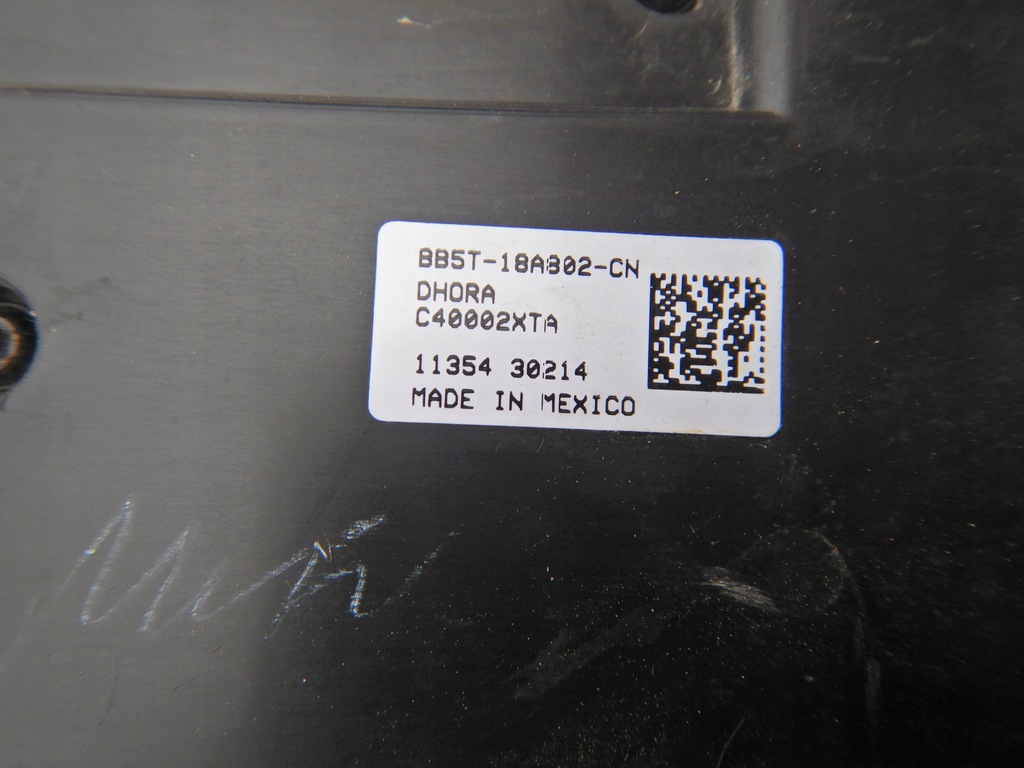 BB5T-18A802-CN
DHORA
C40002XTA
11354 30214
MADE IN MEXICO